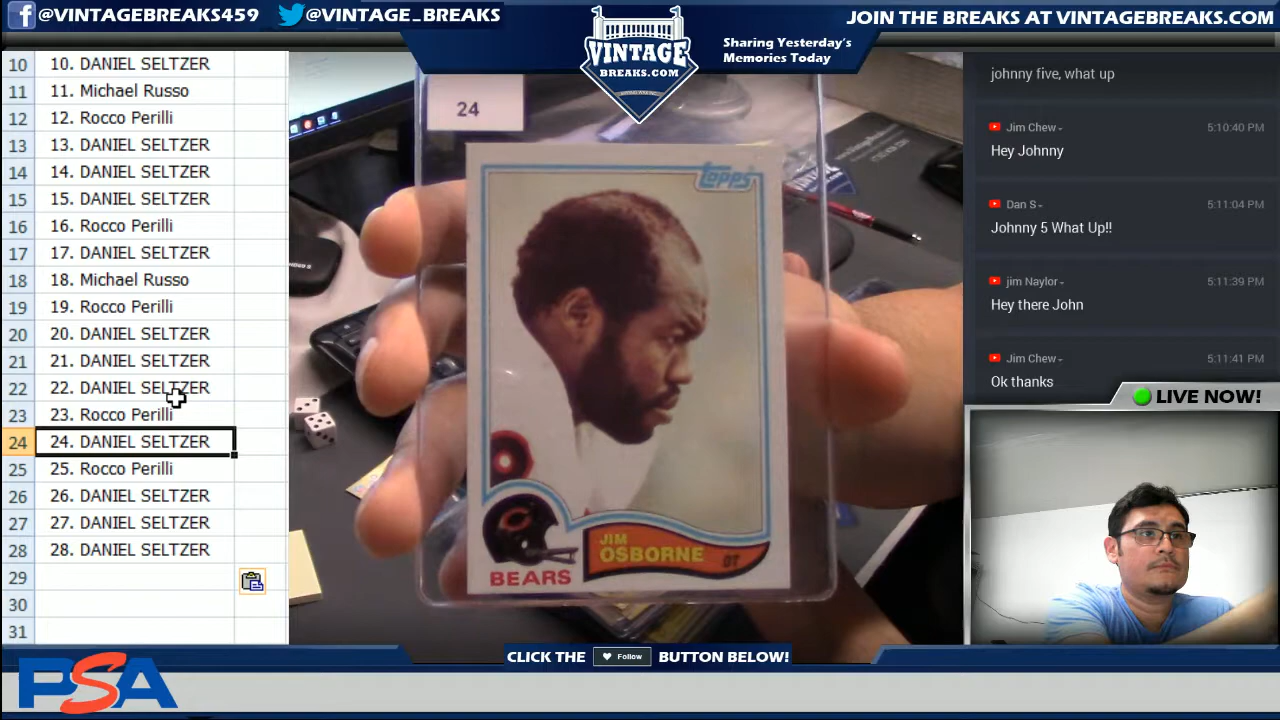 @VINTAGEBREAKS459 @VINTAGE_BREAKS
VINTAGE
BREAKS.COM
Sharing Yesterday's
Memories Today
JOIN THE BREAKS AT VINTAGEBREAKS.COM
10 10. DANIEL SELTZER
11 11. Michael Russo
12 12. Rocco Perilli
13 13. DANIEL SELTZER
14 14. DANIEL SELTZER
15 15. DANIEL SELTZER
16 16. Rocco Perilli
17 17. DANIEL SELTZER
18 18. Michael Russo
19 19. Rocco Perilli
20 20. DANIEL SELTZER
21 21. DANIEL SELTZER
22 22. DANIEL SELTZER
23 23. Rocco Perilli
24 24. DANIEL SELTZER
25 25. Rocco Perilli
26 26. DANIEL SELTZER
27 27. DANIEL SELTZER
28 28. DANIEL SELTZER
29
30
31
24
Topps
JIM
OSBORNE DT
BEARS
johnny five, what up
Jim Chew 5:10:40 PM
Hey Johnny
Dan S 5:11:04 PM
Johnny 5 What Up!!
jim Naylor 5:11:39 PM
Hey there John
Jim Chew 5:11:41 PM
Ok thanks
LIVE NOW!
CLICK THE Follow BUTTON BELOW!
PSA